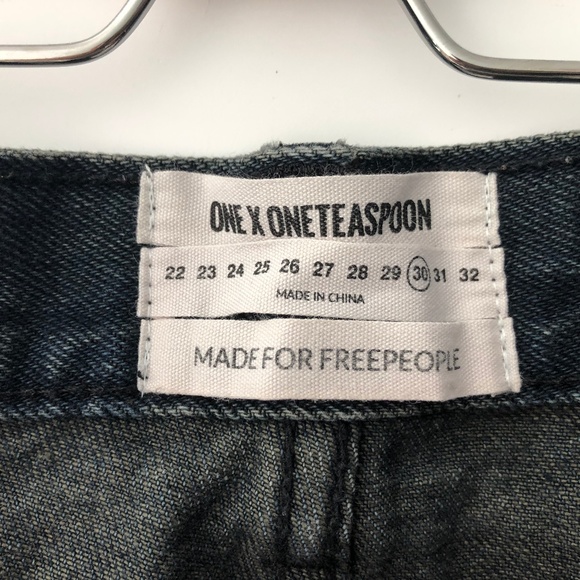 ONE X ONETEASPOON
22 23 24 25 26 27 28 29 30 31 32
MADE IN CHINA
MADE FOR FREEPEOPLE